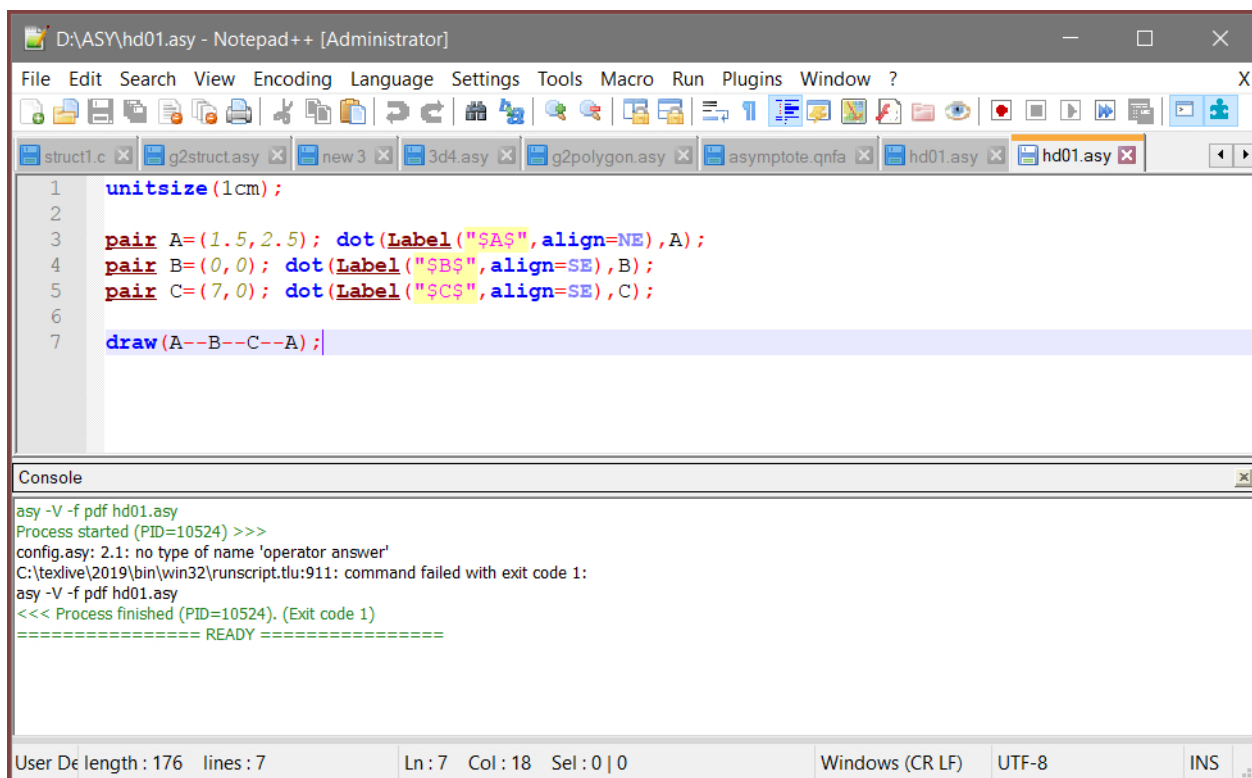 D:\ASY\hd01.asy - Notepad++ [Administrator]
File Edit Search View Encoding Language Settings Tools Macro Run Plugins Window ? X
struct1.c g2struct.asy new 3 3d4.asy g2polygon.asy asymptote.qnfa hd01.asy hd01.asy
1 unitsize(1cm);
2
3 pair A=(1.5,2.5); dot(Label("$A$",align=NE),A);
4 pair B=(0,0); dot(Label("$B$",align=SE),B);
5 pair C=(7,0); dot(Label("$C$",align=SE),C);
6
7 draw(A--B--C--A);
Console
asy -V -f pdf hd01.asy
Process started (PID=10524) >>>
config.asy: 2.1: no type of name 'operator answer'
C:\texlive\2019\bin\win32\runscript.tlu:911: command failed with exit code 1:
asy -V -f pdf hd01.asy
<<< Process finished (PID=10524). (Exit code 1)
================ READY ================
User De length : 176 lines : 7 Ln : 7 Col : 18 Sel : 0 | 0 Windows (CR LF) UTF-8 INS